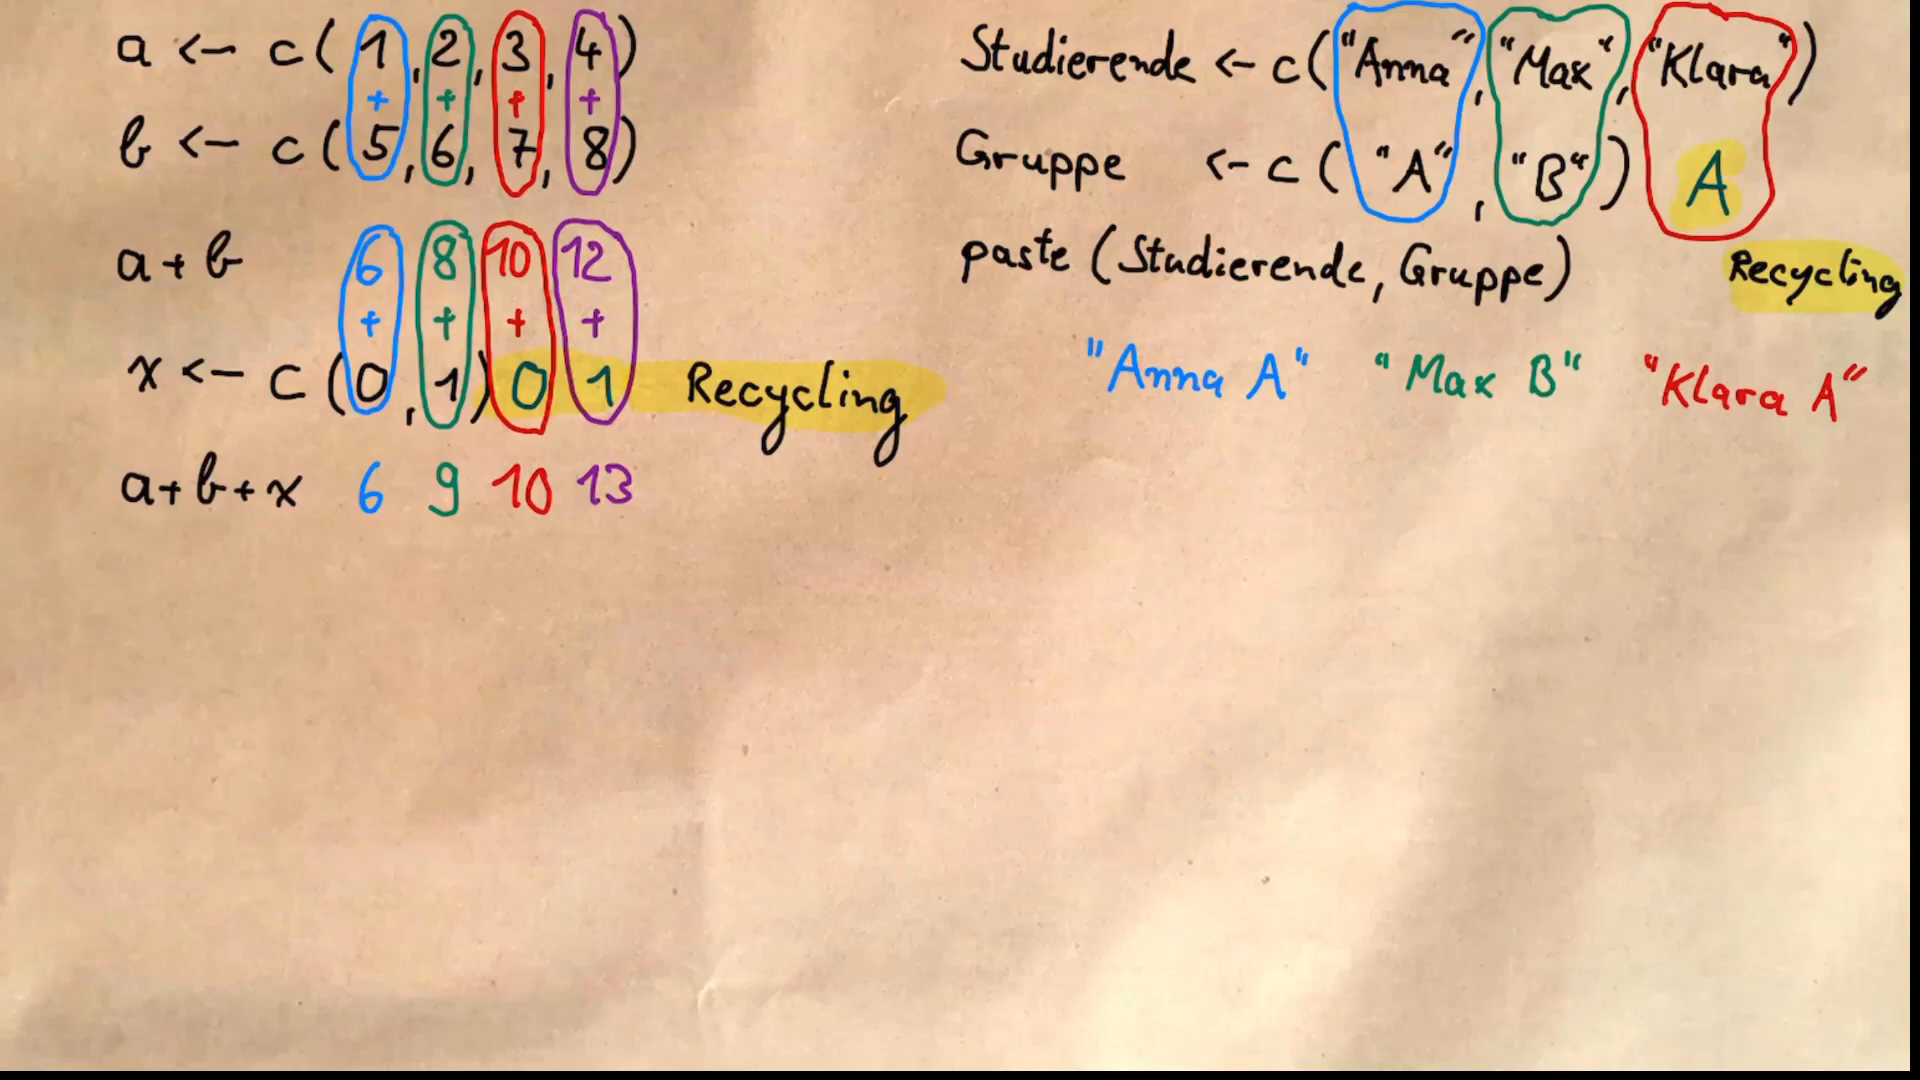 a <- c(1, 2, 3, 4)
+ + + +
b <- c(5, 6, 7, 8)
a + b 6 8 10 12
+ + + +
x <- c(0, 1) 0 1 Recycling
a+b+x 6 9 10 13
Studierende <- c("Anna", "Max", "Klara")
Gruppe <- c("A", "B") A
paste (Studierende, Gruppe) Recycling
"Anna A" "Max B" "Klara A"